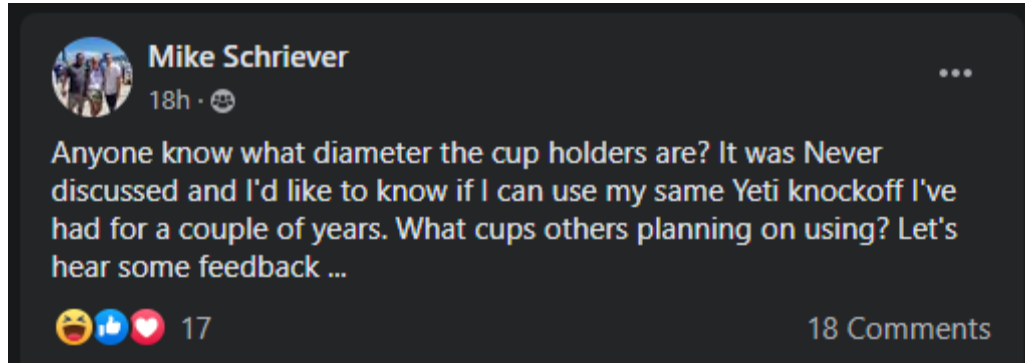 Mike Schriever
18h ·
Anyone know what diameter the cup holders are? It was Never
discussed and I'd like to know if I can use my same Yeti knockoff I've
had for a couple of years. What cups others planning on using? Let's
hear some feedback ...
17 18 Comments